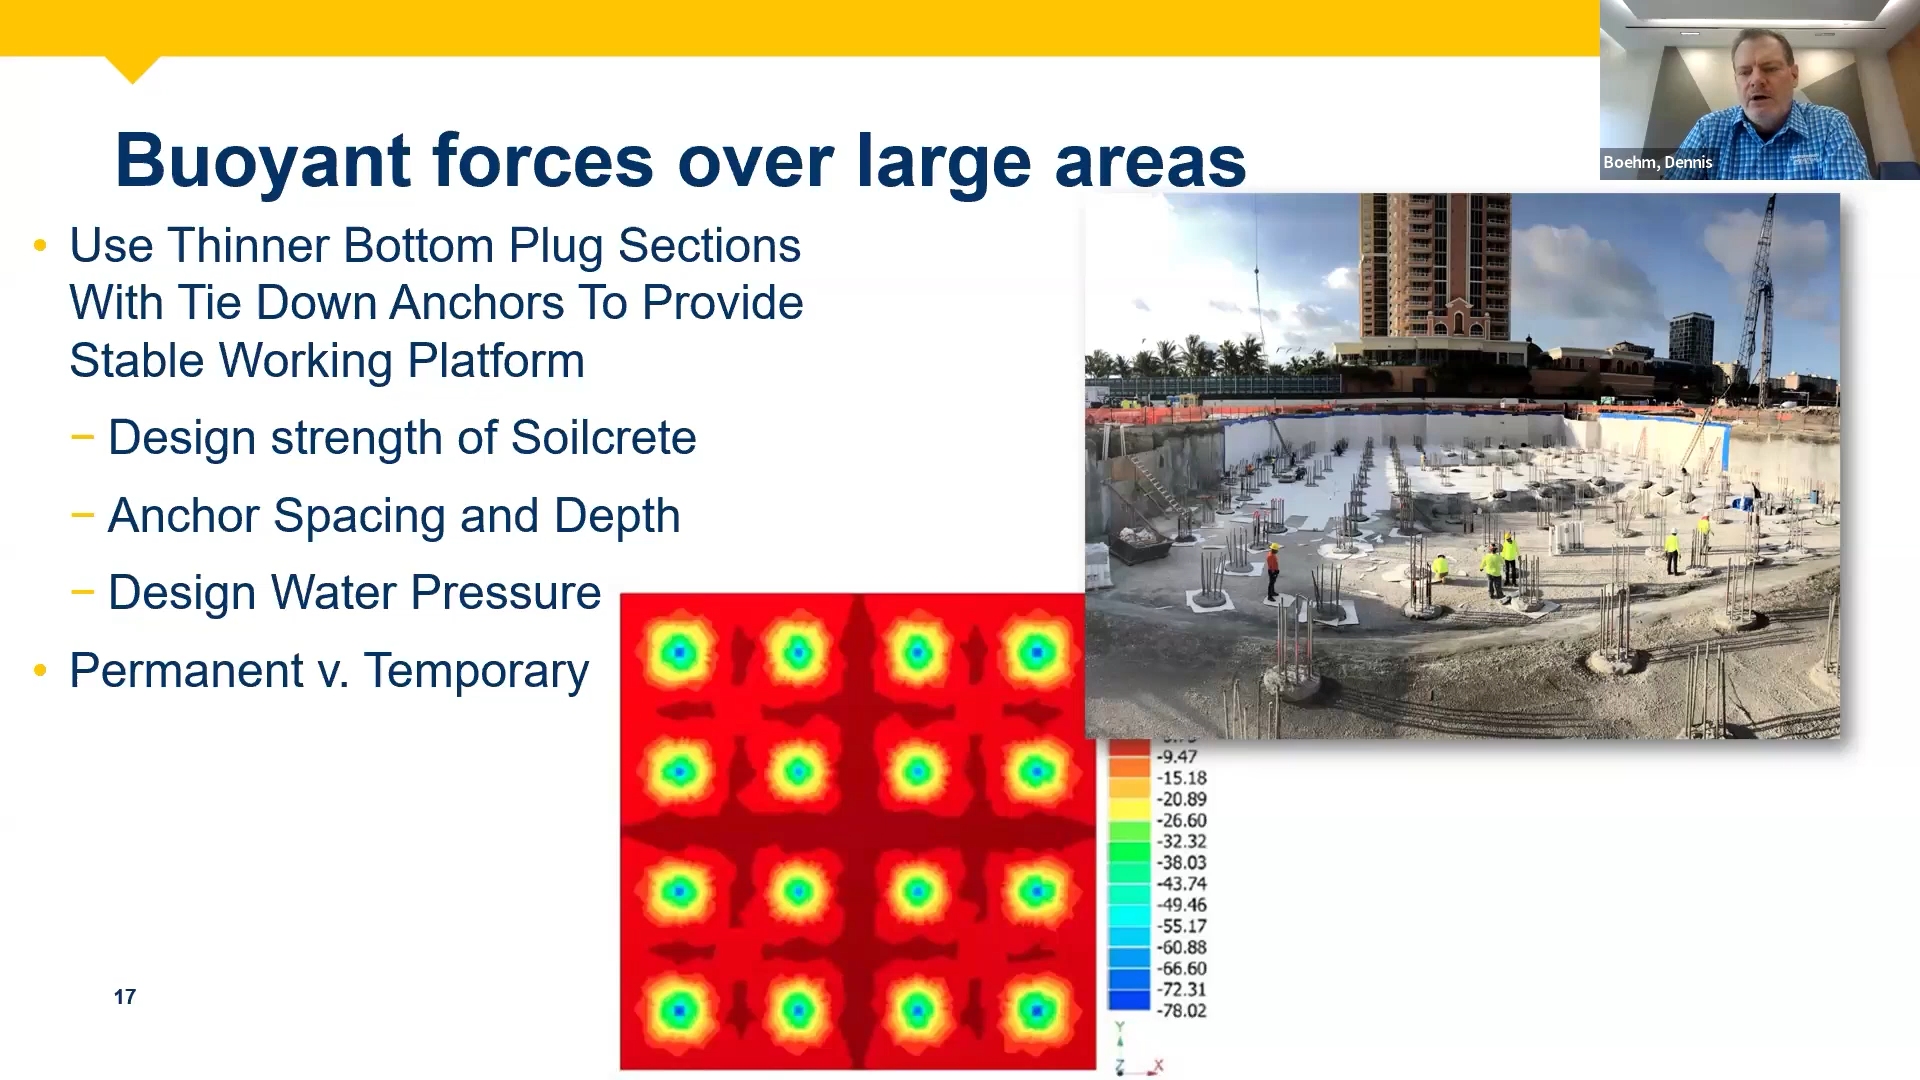 Boehm, Dennis
Buoyant forces over large areas
• Use Thinner Bottom Plug Sections
With Tie Down Anchors To Provide
Stable Working Platform
− Design strength of Soilcrete
− Anchor Spacing and Depth
− Design Water Pressure
• Permanent v. Temporary
-9.47
-15.18
-20.89
-26.60
-32.32
-38.03
-43.74
-49.46
-55.17
-60.88
-66.60
-72.31
-78.02
Y
Z X
17